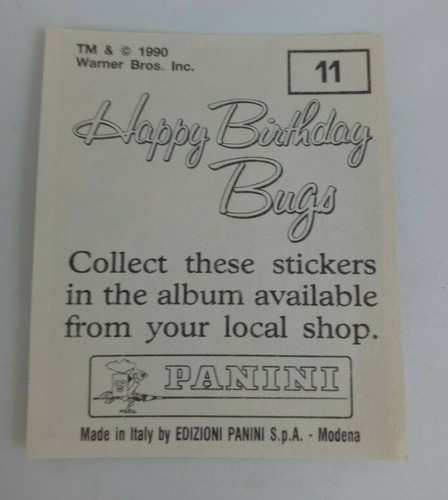 TM & © 1990
Warner Bros. Inc.
11
Happy Birthday
Bugs
Collect these stickers
in the album available
from your local shop.
PANINI
Made in Italy by EDIZIONI PANINI S.p.A. - Modena